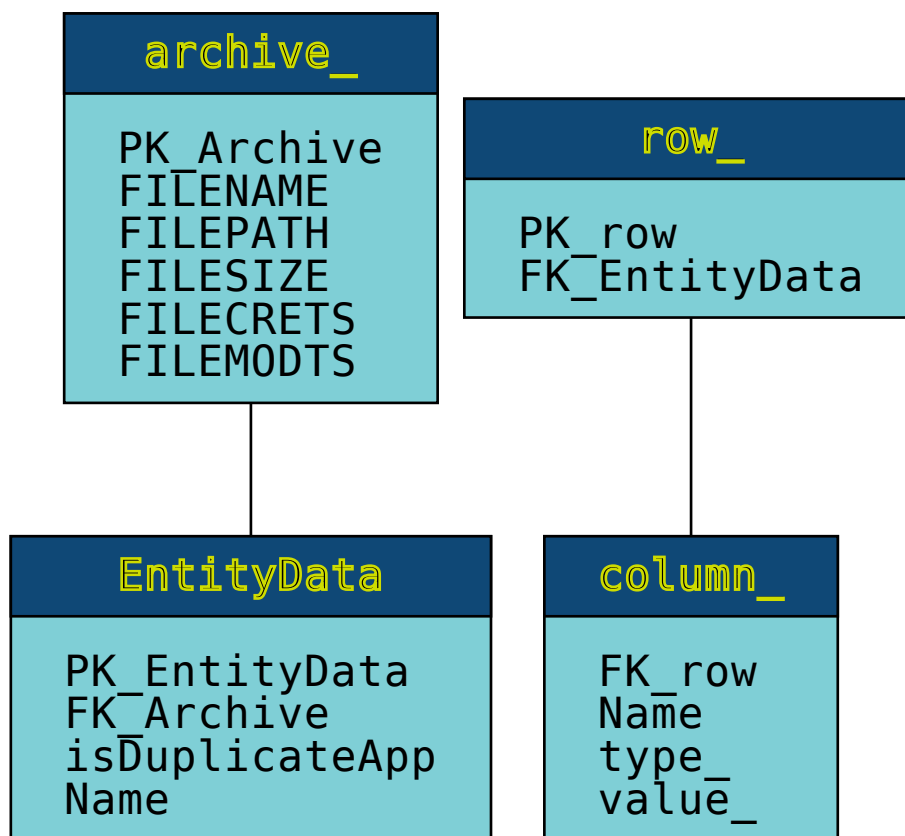 archive_
PK_Archive
FILENAME
FILEPATH
FILESIZE
FILECRETS
FILEMODTS
row_
PK_row
FK_EntityData
EntityData
PK_EntityData
FK_Archive
isDuplicateApp
Name
column_
FK_row
Name
type_
value_